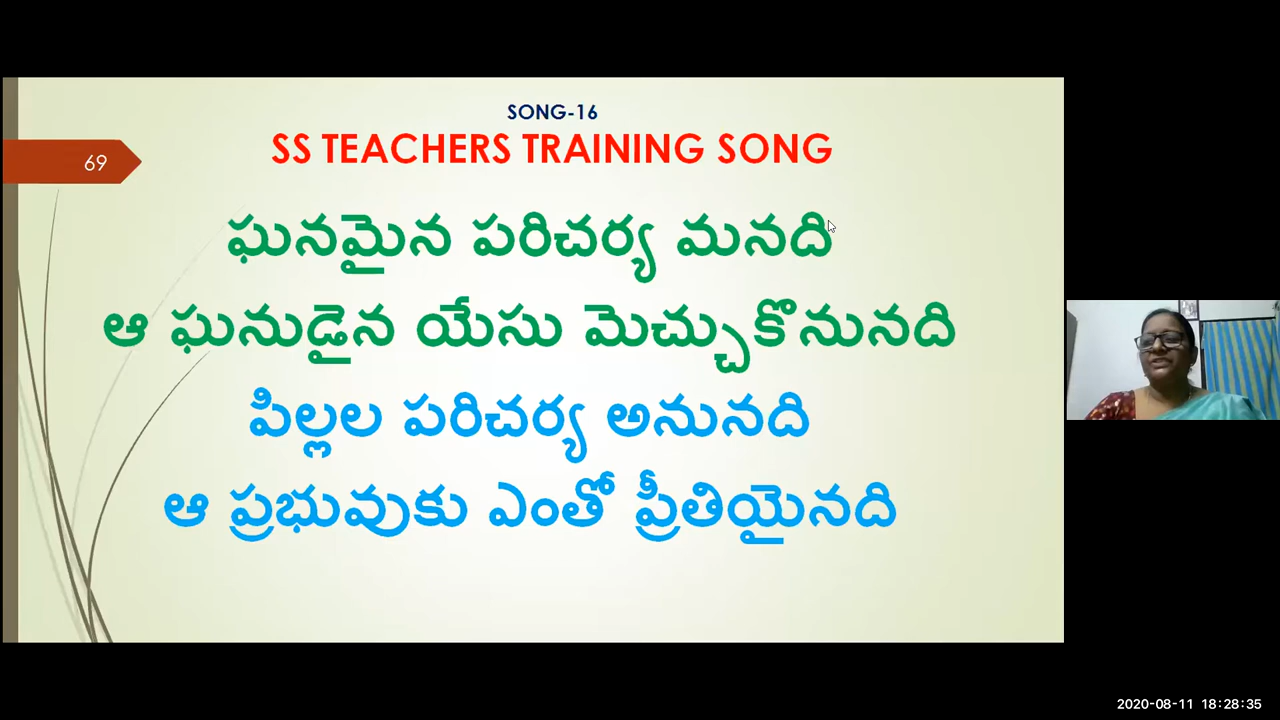 SONG-16
SS TEACHERS TRAINING SONG
69
ఘనమైన పరిచర్య మనది
ఆ ఘనుడైన యేసు మెచ్చుకొనునది
పిల్లల పరిచర్య అనునది
ఆ ప్రభువుకు ఎంతో ప్రీతియైనది
2020-08-11 18:28:35